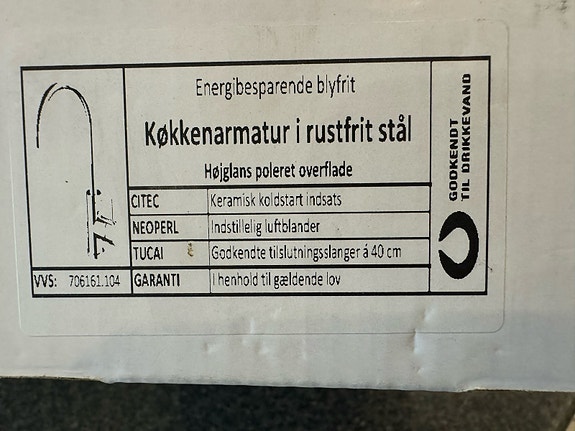 Energibesparende blyfrit
Køkkenarmatur i rustfrit stål
Højglans poleret overflade
CITEC Keramisk koldstart indsats
NEOPERL Indstillelig luftblander
TUCAI Godkendte tilslutningsslanger á 40 cm
VVS: 706161.104 GARANTI I henhold til gældende lov
GODKENDT
TIL DRIKKEVAND